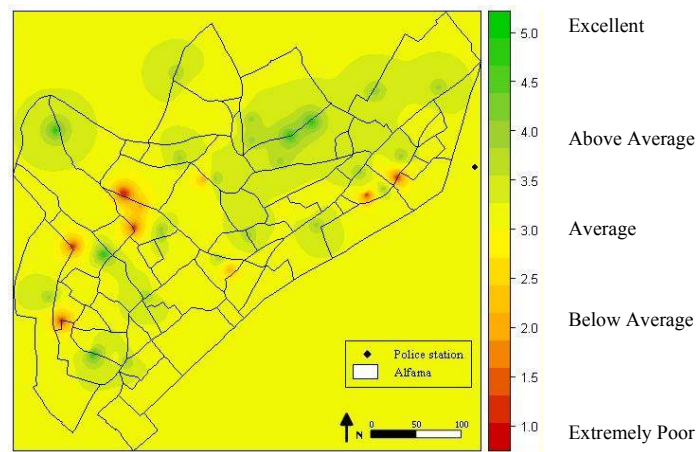 5.0
Excellent
4.5
4.0
Above Average
3.5
3.0
Average
2.5
2.0
Below Average
1.5
1.0
Extremely Poor
Police station
Alfama
N
0 50 100